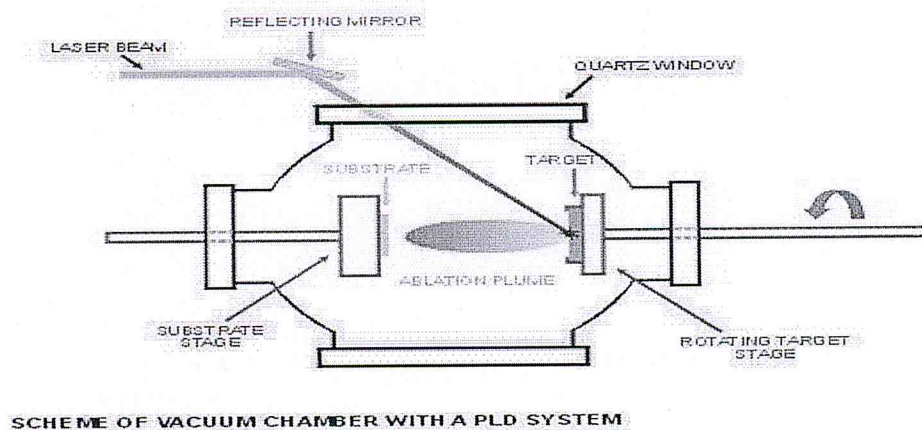 REFLECTING MIRROR
LASER BEAM
QUARTZ WINDOW
SUBSTRATE
TARGET
ABLATION PLUME
SUBSTRATE
STAGE
ROTATING TARGET
STAGE
SCHEME OF VACUUM CHAMBER WITH A PLD SYSTEM